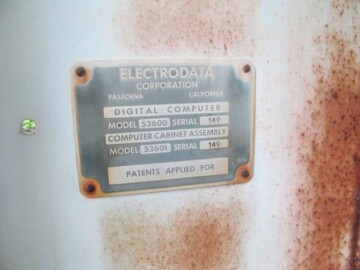 ELECTRODATA
CORPORATION
PASADENA CALIFORNIA
DIGITAL COMPUTER
MODEL 53600 SERIAL 149
COMPUTER CABINET ASSEMBLY
MODEL 53601 SERIAL 149
PATENTS APPLIED FOR